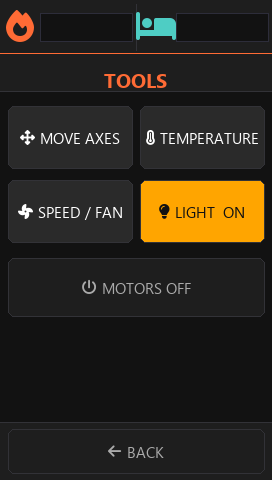 TOOLS
MOVE AXES
TEMPERATURE
SPEED / FAN
LIGHT  ON
MOTORS OFF
BACK